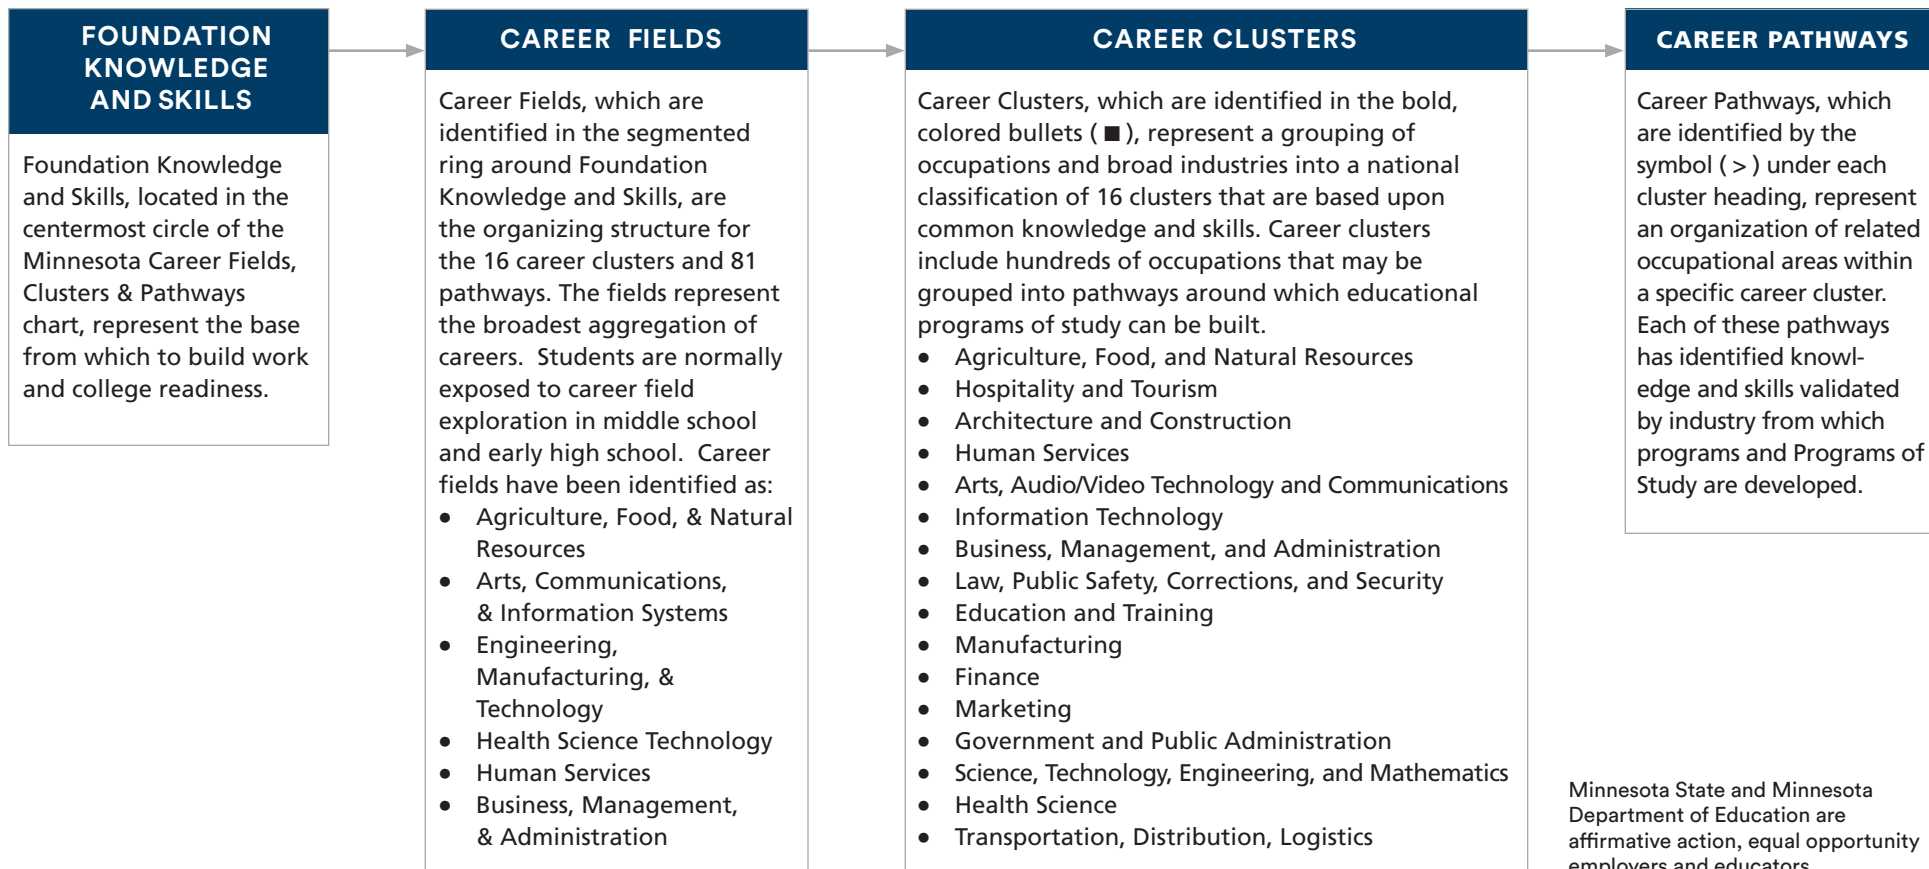 FOUNDATION
KNOWLEDGE
AND SKILLS
Foundation Knowledge
and Skills, located in the
centermost circle of the
Minnesota Career Fields,
Clusters & Pathways
chart, represent the base
from which to build work
and college readiness.
CAREER FIELDS
Career Fields, which are
identified in the segmented
ring around Foundation
Knowledge and Skills, are
the organizing structure for
the 16 career clusters and 81
pathways. The fields represent
the broadest aggregation of
careers. Students are normally
exposed to career field
exploration in middle school
and early high school. Career
fields have been identified as:
• Agriculture, Food, & Natural
Resources
• Arts, Communications,
& Information Systems
• Engineering,
Manufacturing, &
Technology
• Health Science Technology
• Human Services
• Business, Management,
& Administration
CAREER CLUSTERS
Career Clusters, which are identified in the bold,
colored bullets ( ■ ), represent a grouping of
occupations and broad industries into a national
classification of 16 clusters that are based upon
common knowledge and skills. Career clusters
include hundreds of occupations that may be
grouped into pathways around which educational
programs of study can be built.
• Agriculture, Food, and Natural Resources
• Hospitality and Tourism
• Architecture and Construction
• Human Services
• Arts, Audio/Video Technology and Communications
• Information Technology
• Business, Management, and Administration
• Law, Public Safety, Corrections, and Security
• Education and Training
• Manufacturing
• Finance
• Marketing
• Government and Public Administration
• Science, Technology, Engineering, and Mathematics
• Health Science
• Transportation, Distribution, Logistics
CAREER PATHWAYS
Career Pathways, which
are identified by the
symbol ( > ) under each
cluster heading, represent
an organization of related
occupational areas within
a specific career cluster.
Each of these pathways
has identified knowl-
edge and skills validated
by industry from which
programs and Programs of
Study are developed.
Minnesota State and Minnesota
Department of Education are
affirmative action, equal opportunity
employers and educators